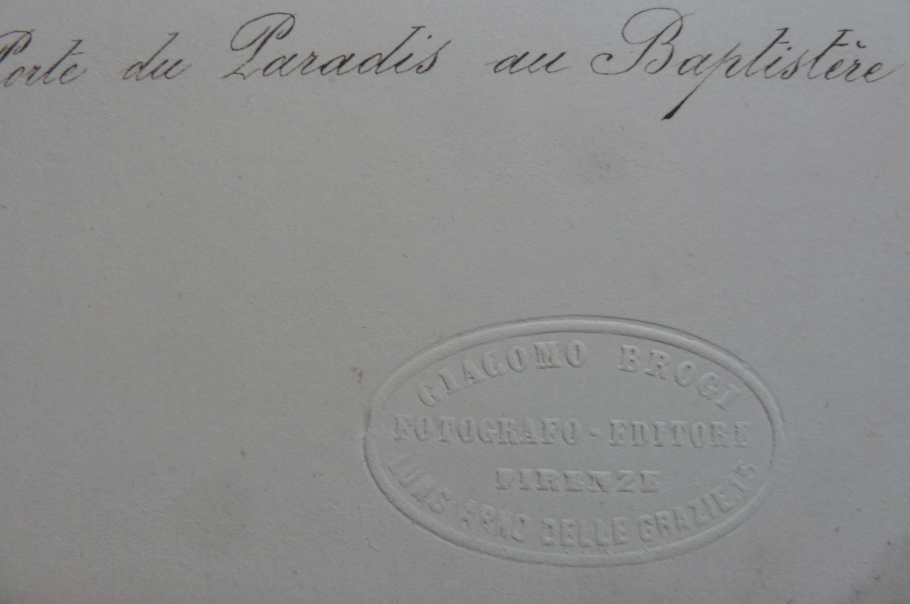 Porte du Paradis au Baptistère
GIACOMO BROGI
FOTOGRAFO - EDITORE
FIRENZE
LUNG'ARNO DELLE GRAZIE, 15